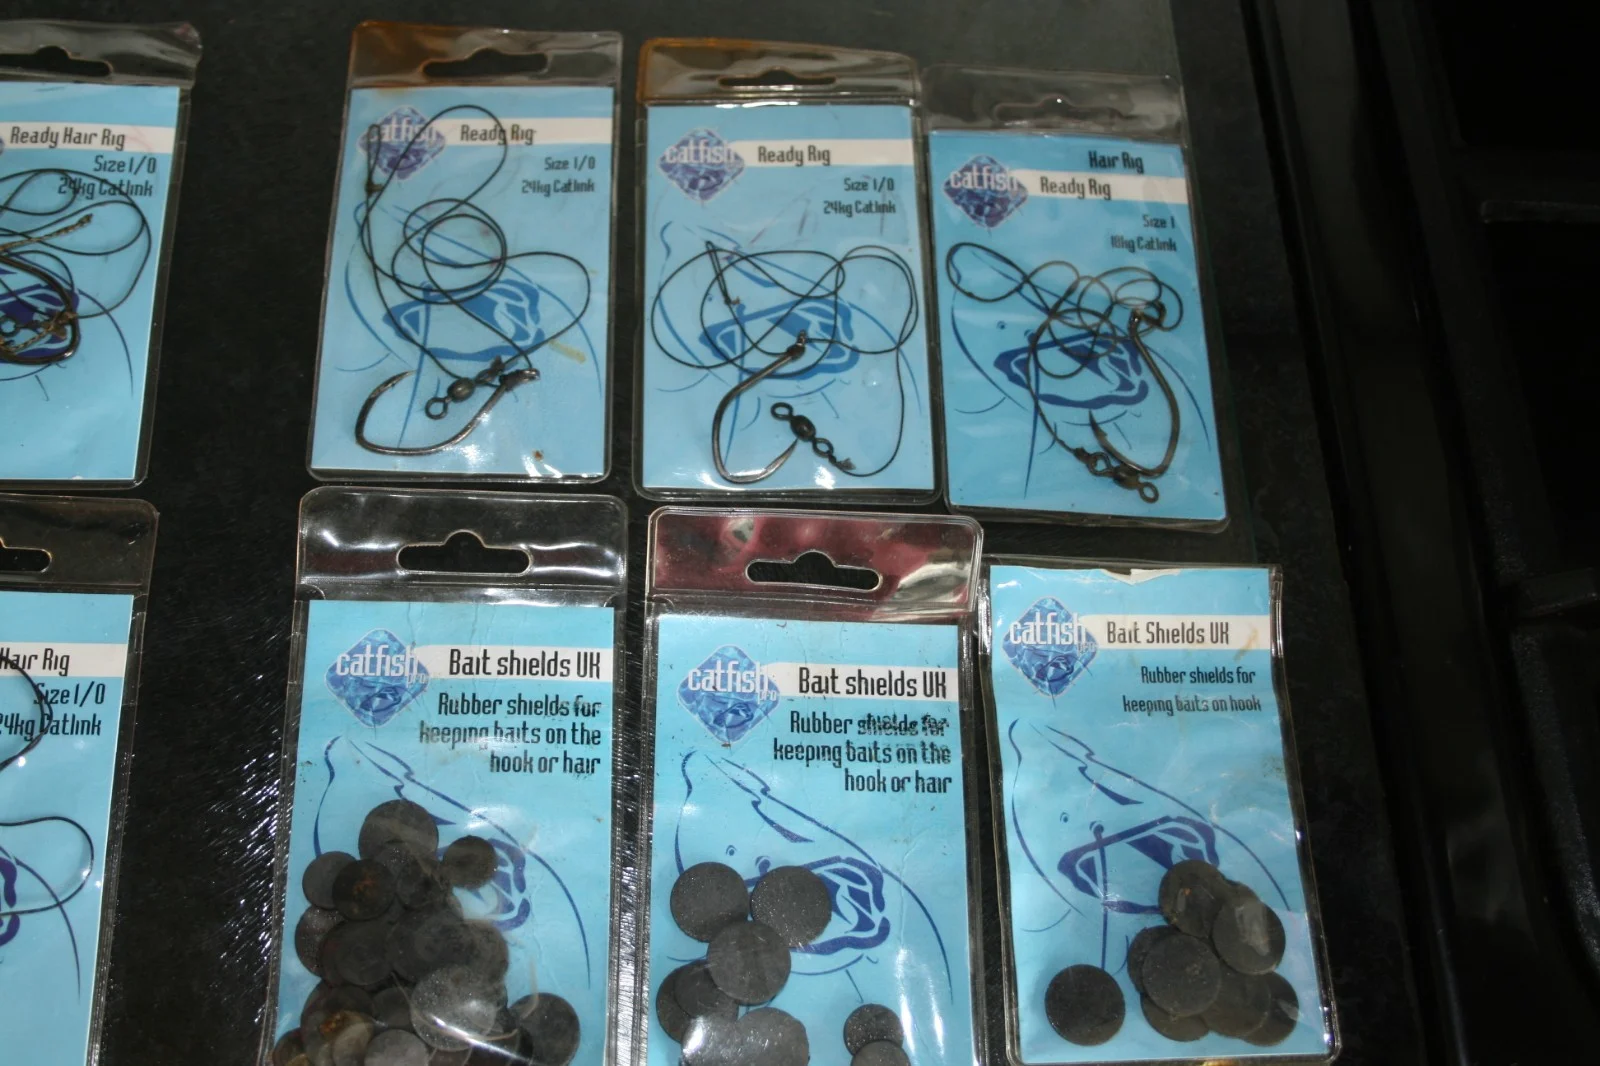 Ready Hair Rig
Size 1/0
24kg Catlink
catfish
Ready Rig
Size 1/0
24kg Catlink
catfish
Ready Rig
Size 1/0
24kg Catlink
catfish
Hair Rig
Ready Rig
Size 1
18kg Catlink
Hair Rig
Size 1/0
24kg Catlink
catfish pro
Bait shields UK
Rubber shields for
keeping baits on the
hook or hair
catfish pro
Bait shields UK
Rubber shields for
keeping baits on the
hook or hair
catfish pro
Bait Shields UK
Rubber shields for
keeping baits on hook